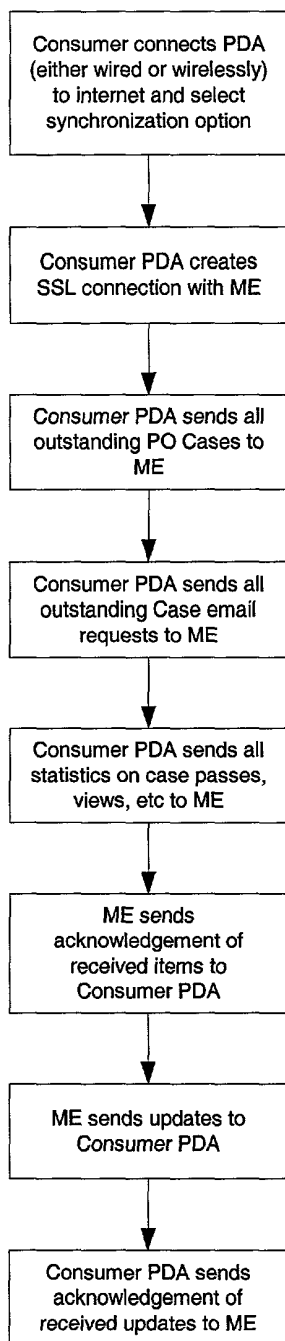 Consumer connects PDA
(either wired or wirelessly)
to internet and select
synchronization option
Consumer PDA creates
SSL connection with ME
Consumer PDA sends all
outstanding PO Cases to
ME
Consumer PDA sends all
outstanding Case email
requests to ME
Consumer PDA sends all
statistics on case passes,
views, etc to ME
ME sends
acknowledgement of
received items to
Consumer PDA
ME sends updates to
Consumer PDA
Consumer PDA sends
acknowledgement of
received updates to ME